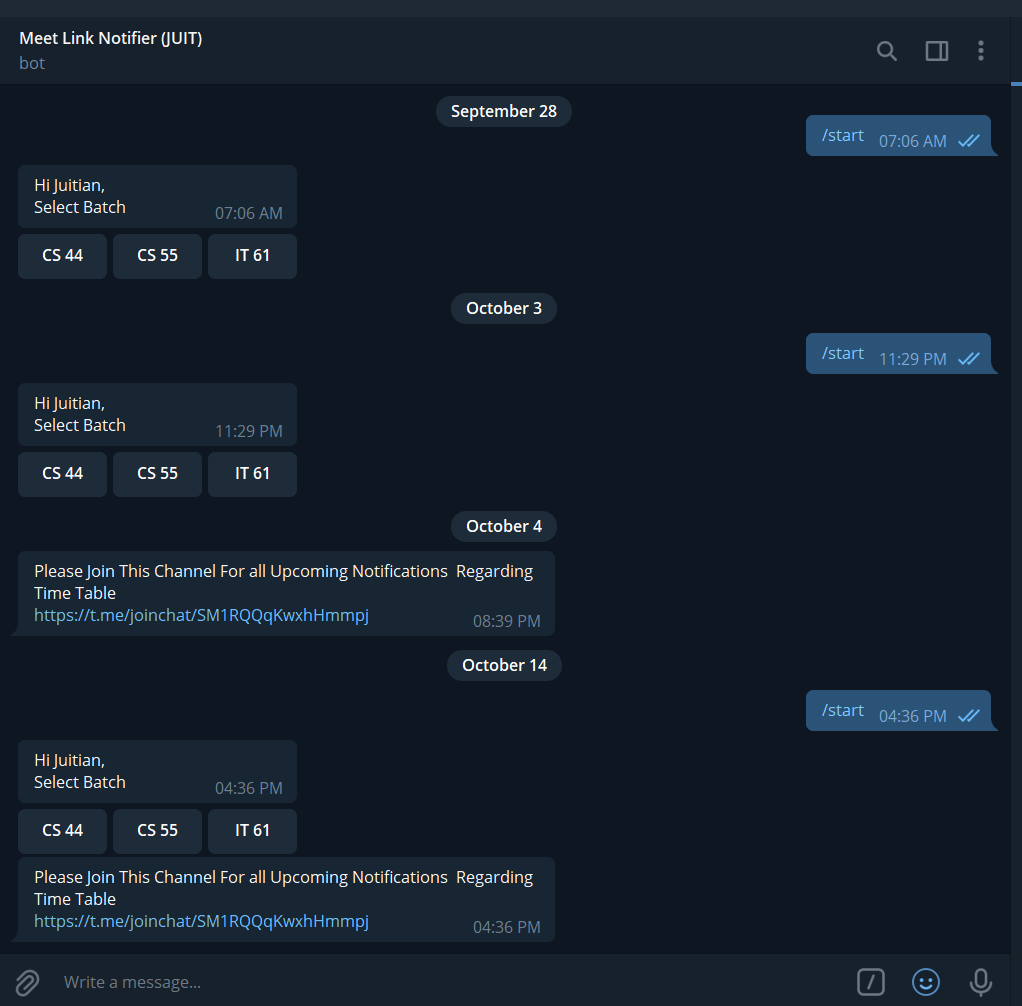 Meet Link Notifier (JUIT)
bot
September 28
/start 07:06 AM
Hi Juitian,
Select Batch 07:06 AM
CS 44 CS 55 IT 61
October 3
/start 11:29 PM
Hi Juitian,
Select Batch 11:29 PM
CS 44 CS 55 IT 61
October 4
Please Join This Channel For all Upcoming Notifications  Regarding
Time Table
https://t.me/joinchat/SM1RQQqKwxhHmmpj 08:39 PM
October 14
/start 04:36 PM
Hi Juitian,
Select Batch 04:36 PM
CS 44 CS 55 IT 61
Please Join This Channel For all Upcoming Notifications  Regarding
Time Table
https://t.me/joinchat/SM1RQQqKwxhHmmpj 04:36 PM
Write a message...